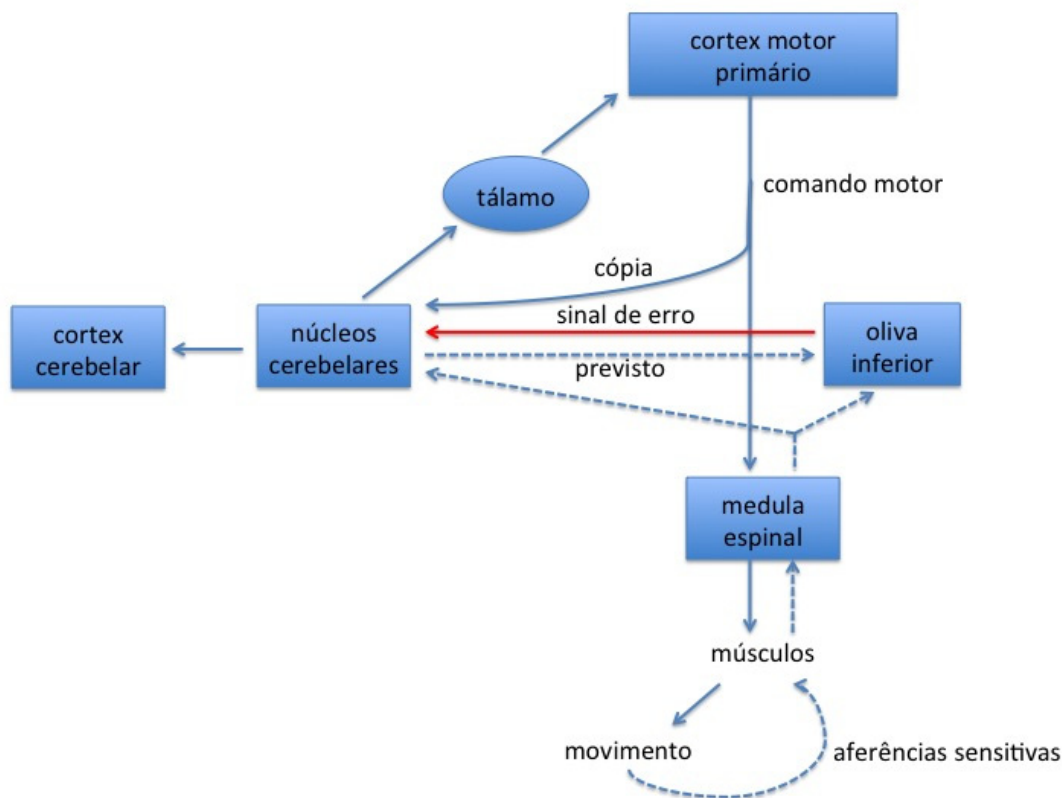 cortex motor
primário
comando motor
tálamo
cópia
sinal de erro
previsto
cortex
cerebelar
núcleos
cerebelares
oliva
inferior
medula
espinal
músculos
movimento
aferências sensitivas